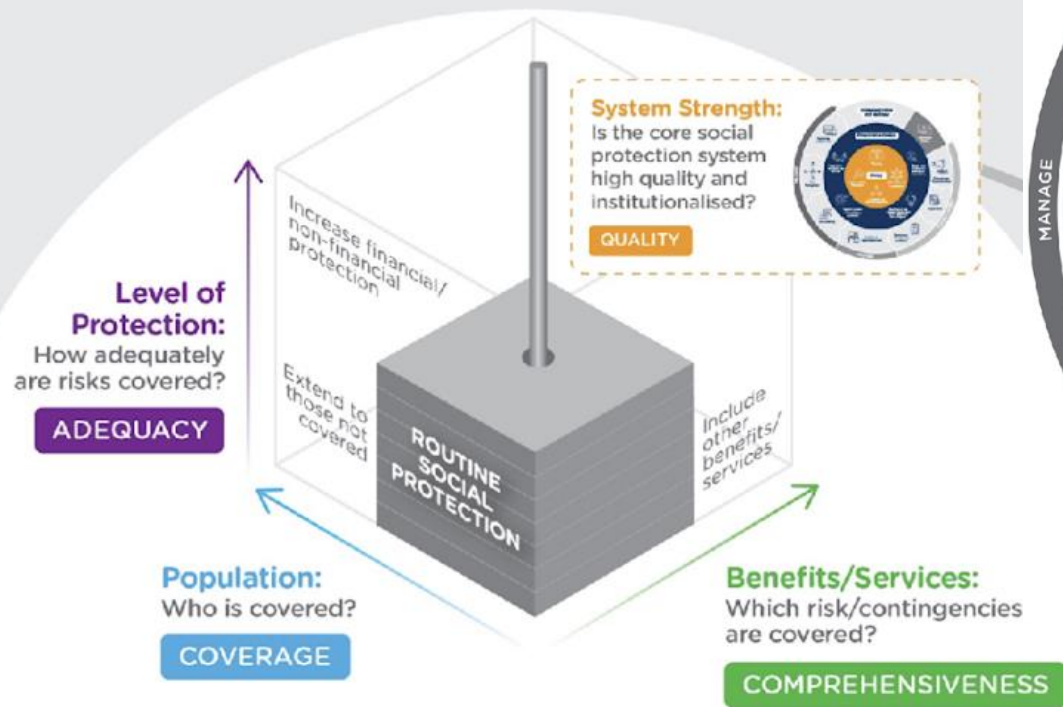 System Strength:
Is the core social
protection system
high quality and
institutionalised?
QUALITY
MANAGE
Increase financial/
non-financial
protection
Level of
Protection:
How adequately
are risks covered?
ADEQUACY
Extend to
those not
covered
ROUTINE
SOCIAL
PROTECTION
Include
other
benefits/
services
Population:
Who is covered?
COVERAGE
Benefits/Services:
Which risk/contingencies
are covered?
COMPREHENSIVENESS